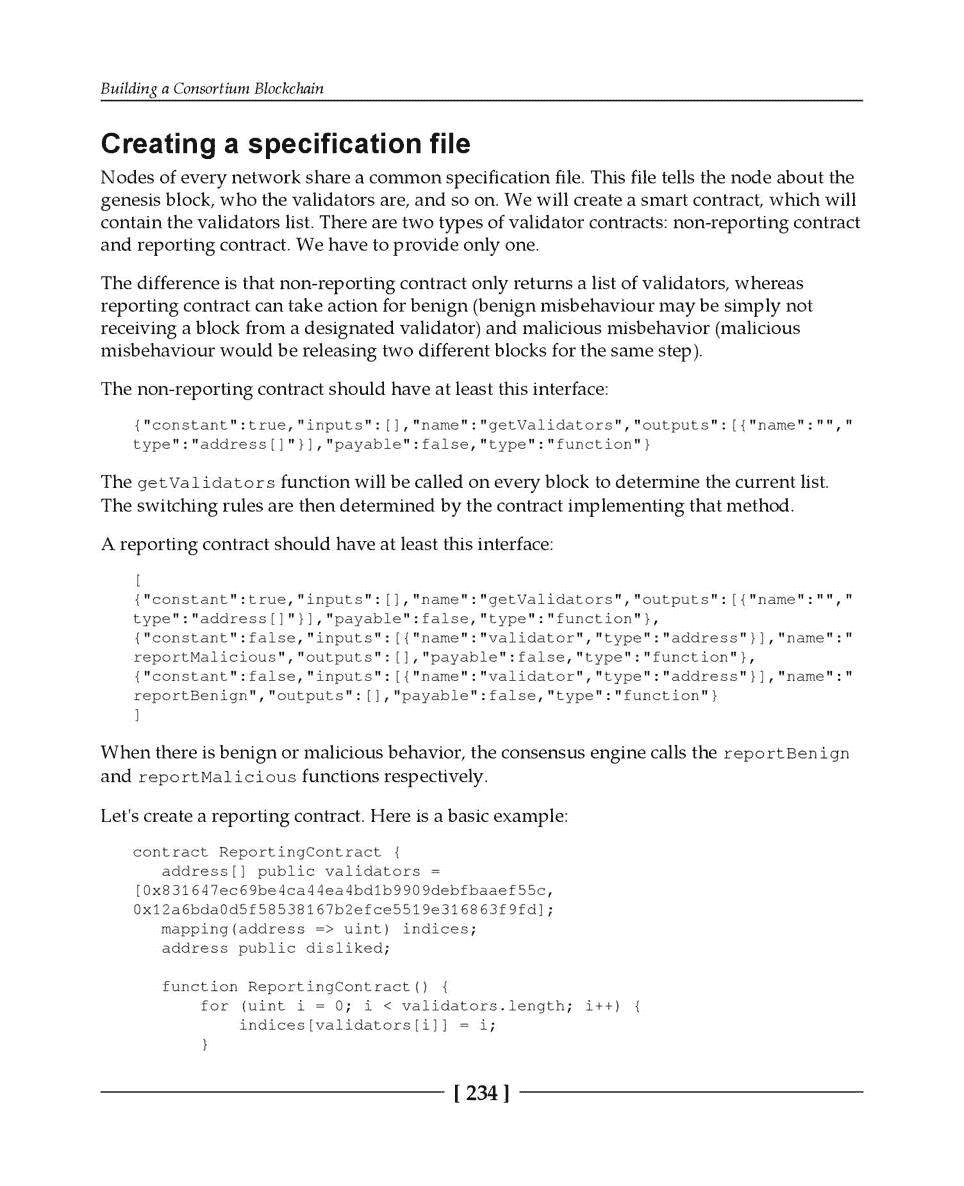 Building a Consortium Blockchain
Creating a specification file
Nodes of every network share a common specification file. This file tells the node about the
genesis block, who the validators are, and so on. We will create a smart contract, which will
contain the validators list. There are two types of validator contracts: non-reporting contract
and reporting contract. We have to provide only one.
The difference is that non-reporting contract only returns a list of validators, whereas
reporting contract can take action for benign (benign misbehaviour may be simply not
receiving a block from a designated validator) and malicious misbehavior (malicious
misbehaviour would be releasing two different blocks for the same step).
The non-reporting contract should have at least this interface:
{"constant":true,"inputs":[],"name":"getValidators","outputs":[{"name":"","
type":"address[]"}],"payable":false,"type":"function"}
The getValidators function will be called on every block to determine the current list.
The switching rules are then determined by the contract implementing that method.
A reporting contract should have at least this interface:
[
{"constant":true,"inputs":[],"name":"getValidators","outputs":[{"name":"","
type":"address[]"}],"payable":false,"type":"function"},
{"constant":false,"inputs":[{"name":"validator","type":"address"}],"name":"
reportMalicious","outputs":[],"payable":false,"type":"function"},
{"constant":false,"inputs":[{"name":"validator","type":"address"}],"name":"
reportBenign","outputs":[],"payable":false,"type":"function"}
]
When there is benign or malicious behavior, the consensus engine calls the reportBenign
and reportMalicious functions respectively.
Let's create a reporting contract. Here is a basic example:
contract ReportingContract {
address[] public validators =
[0x831647ec69be4ca44ea4bd1b9909debfbaaef55c,
0x12a6bda0d5f58538167b2efce5519e316863f9fd];
mapping(address => uint) indices;
address public disliked;
function ReportingContract() {
for (uint i = 0; i < validators.length; i++) {
indices[validators[i]] = i;
}
[ 234 ]